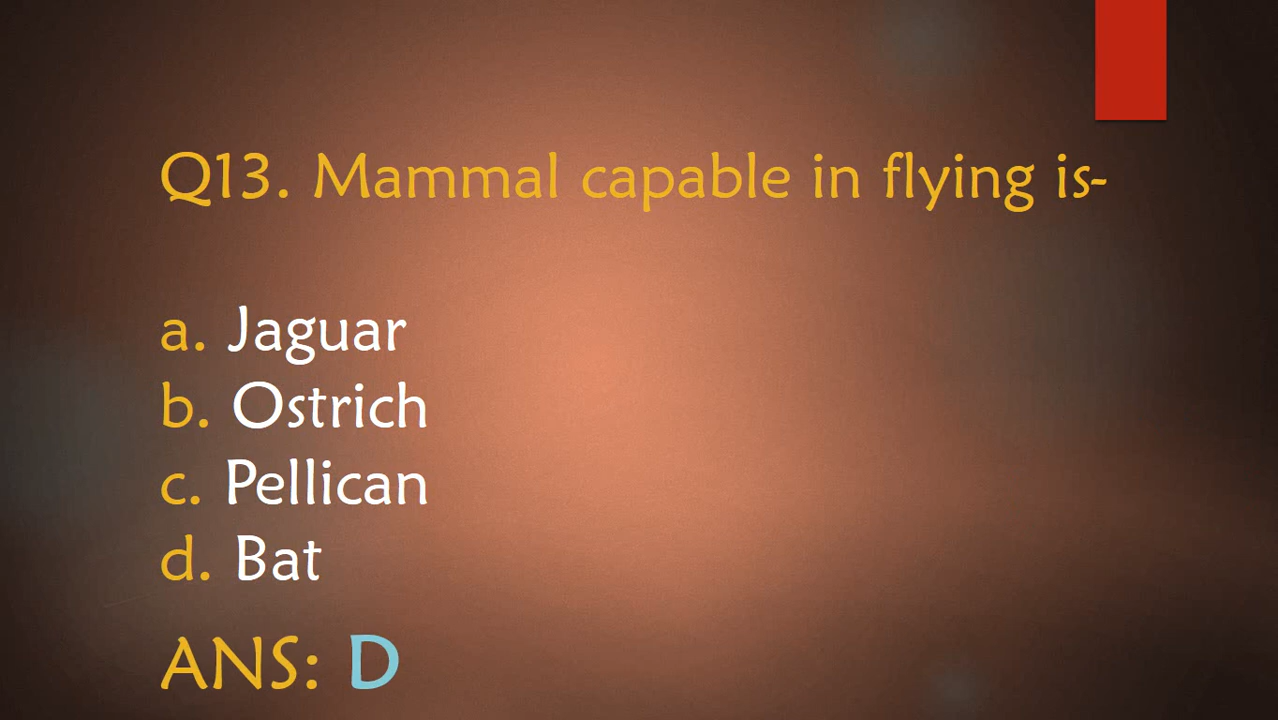 Q13. Mammal capable in flying is-
a. Jaguar
b. Ostrich
c. Pellican
d. Bat
ANS: D